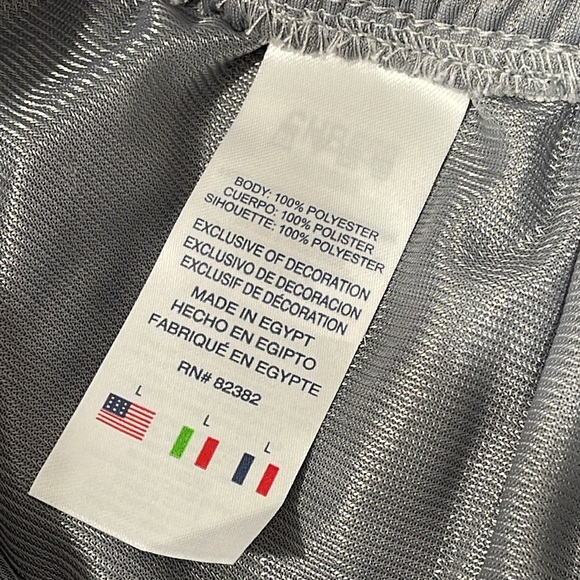 BODY: 100% POLYESTER
CUERPO: 100% POLISTER
SIHOUETTE: 100% POLYESTER
EXCLUSIVE OF DECORATION
EXCLUSIVO DE DECORACION
EXCLUSIF DE DÉCORATION
MADE IN EGYPT
HECHO EN EGIPTO
FABRIQUÉ EN EGYPTE
RN# 82382
L L L